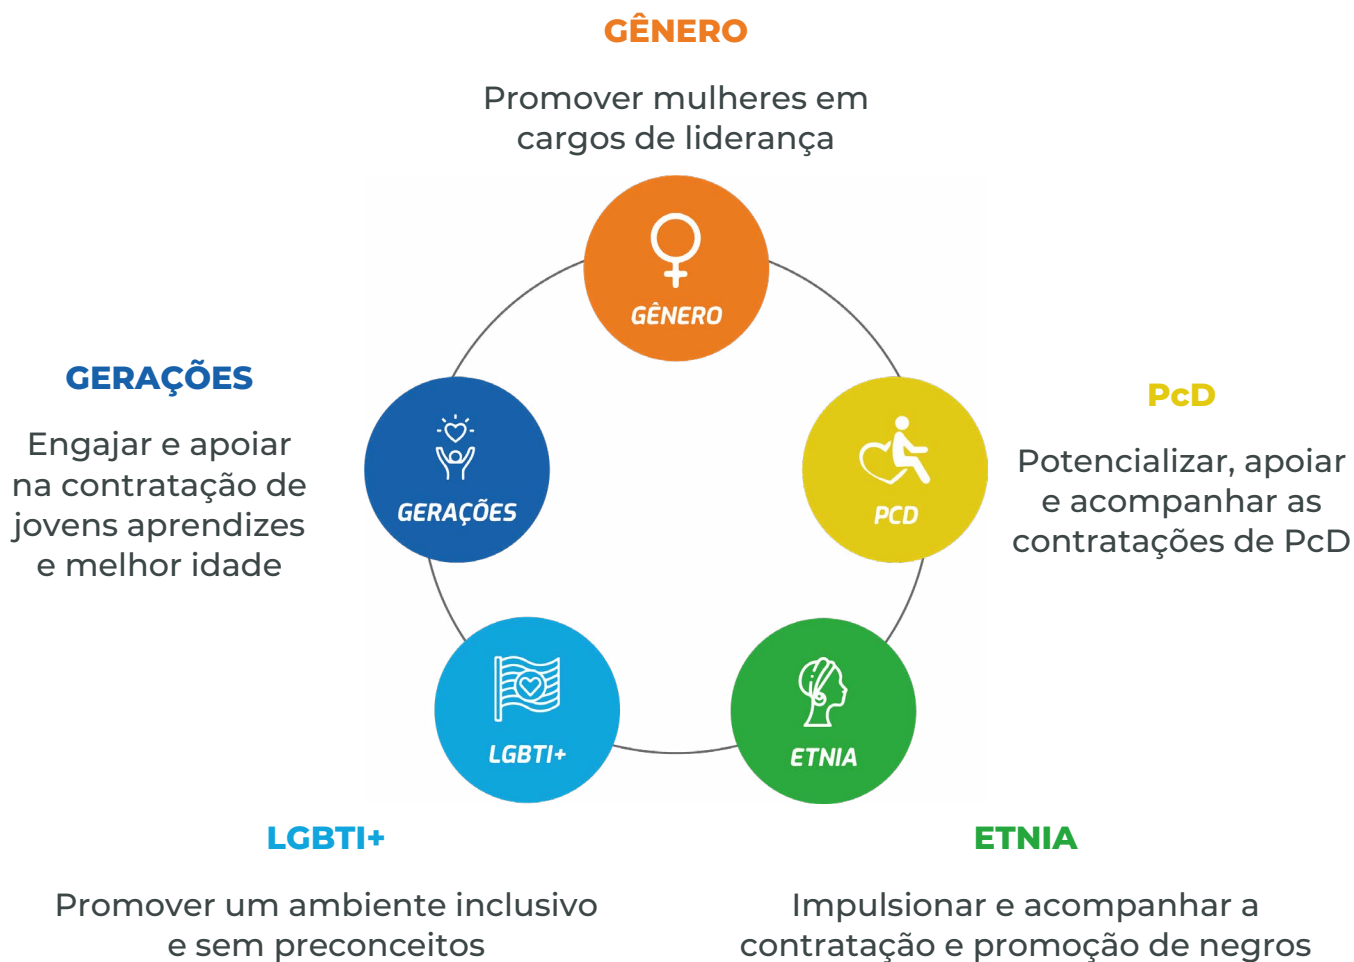 GÊNERO
Promover mulheres em
cargos de liderança
GÊNERO
GERAÇÕES
Engajar e apoiar
na contratação de
jovens aprendizes
e melhor idade
GERAÇÕES
PCD
PcD
Potencializar, apoiar
e acompanhar as
contratações de PcD
LGBTI+
ETNIA
LGBTI+
Promover um ambiente inclusivo
e sem preconceitos
ETNIA
Impulsionar e acompanhar a
contratação e promoção de negros